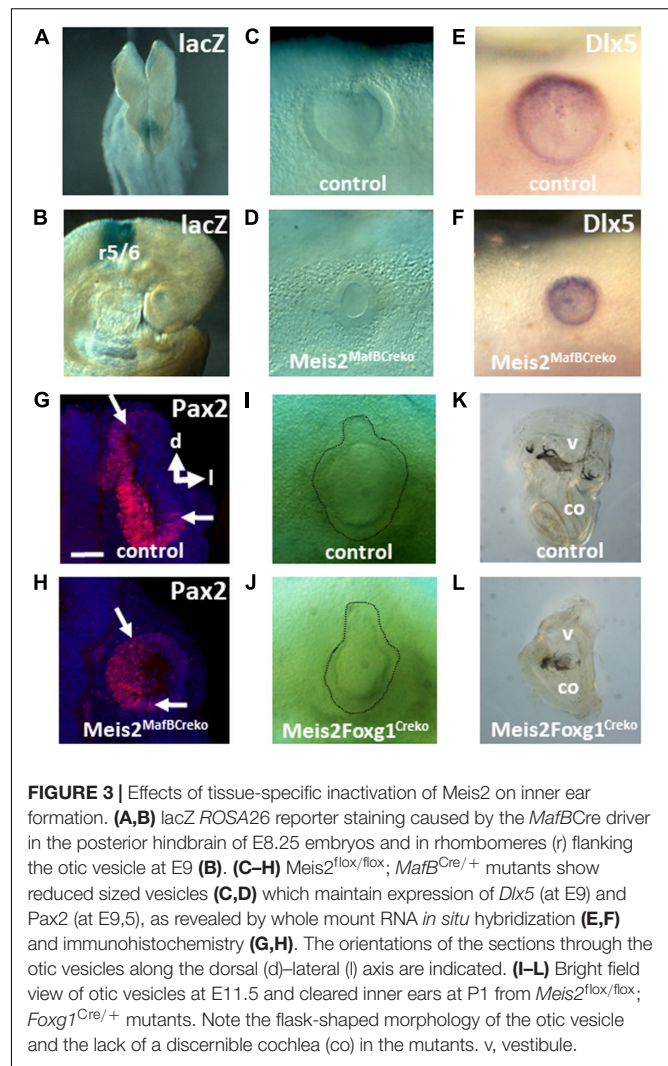 A
lacZ
C
control
E
Dlx5
B
lacZ
r5/6
D
Meis2MafBCreko
F
Dlx5
G
Pax2
d
l
control
I
control
K
v
co
control
H
Pax2
Meis2MafBCreko
J
Meis2Foxg1Creko
L
v
co
Meis2Foxg1Creko
FIGURE 3 | Effects of tissue-specific inactivation of Meis2 on inner ear
formation. (A,B) lacZ ROSA26 reporter staining caused by the MafBCre driver
in the posterior hindbrain of E8.25 embryos and in rhombomeres (r) flanking
the otic vesicle at E9 (B). (C–H) Meis2flox/flox; MafBCre/+ mutants show
reduced sized vesicles (C,D) which maintain expression of Dlx5 (at E9) and
Pax2 (at E9,5), as revealed by whole mount RNA in situ hybridization (E,F)
and immunohistochemistry (G,H). The orientations of the sections through the
otic vesicles along the dorsal (d)–lateral (l) axis are indicated. (I–L) Bright field
view of otic vesicles at E11.5 and cleared inner ears at P1 from Meis2flox/flox;
Foxg1Cre/+ mutants. Note the flask-shaped morphology of the otic vesicle
and the lack of a discernible cochlea (co) in the mutants. v, vestibule.